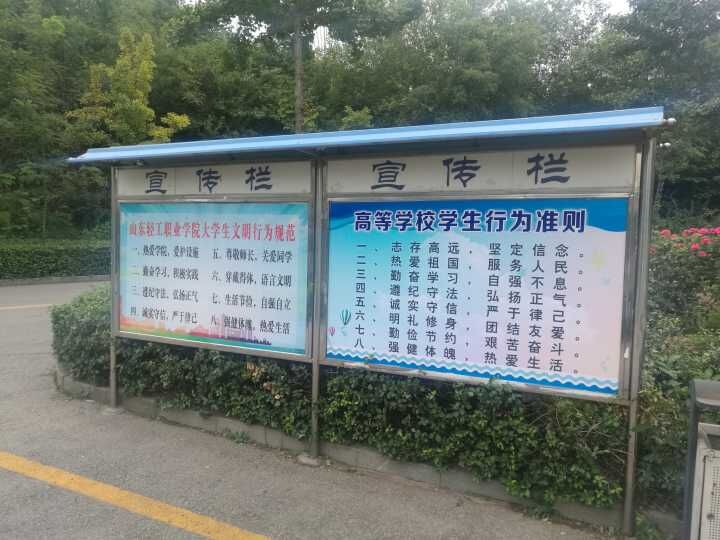 宣传栏
山东轻工职业学院大学生文明行为规范
一、热爱学院，爱护设施
二、勤奋学习，积极实践
三、遵纪守法，弘扬正气
四、诚实守信，严于律己
五、尊敬师长、关爱同学
六、穿戴得体，语言文明
七、生活节俭，自强自立
八、强健体魄，热爱生活
宣传栏
高等学校学生行为准则
一、志存高远 坚定信念。
二、热爱祖国 服务人民。
三、勤奋学习 自强不息。
四、遵纪守法 弘扬正气。
五、诚实守信 严于律己。
六、明礼修身 团结友爱。
七、勤俭节约 艰苦奋斗。
八、强健体魄 热爱生活。